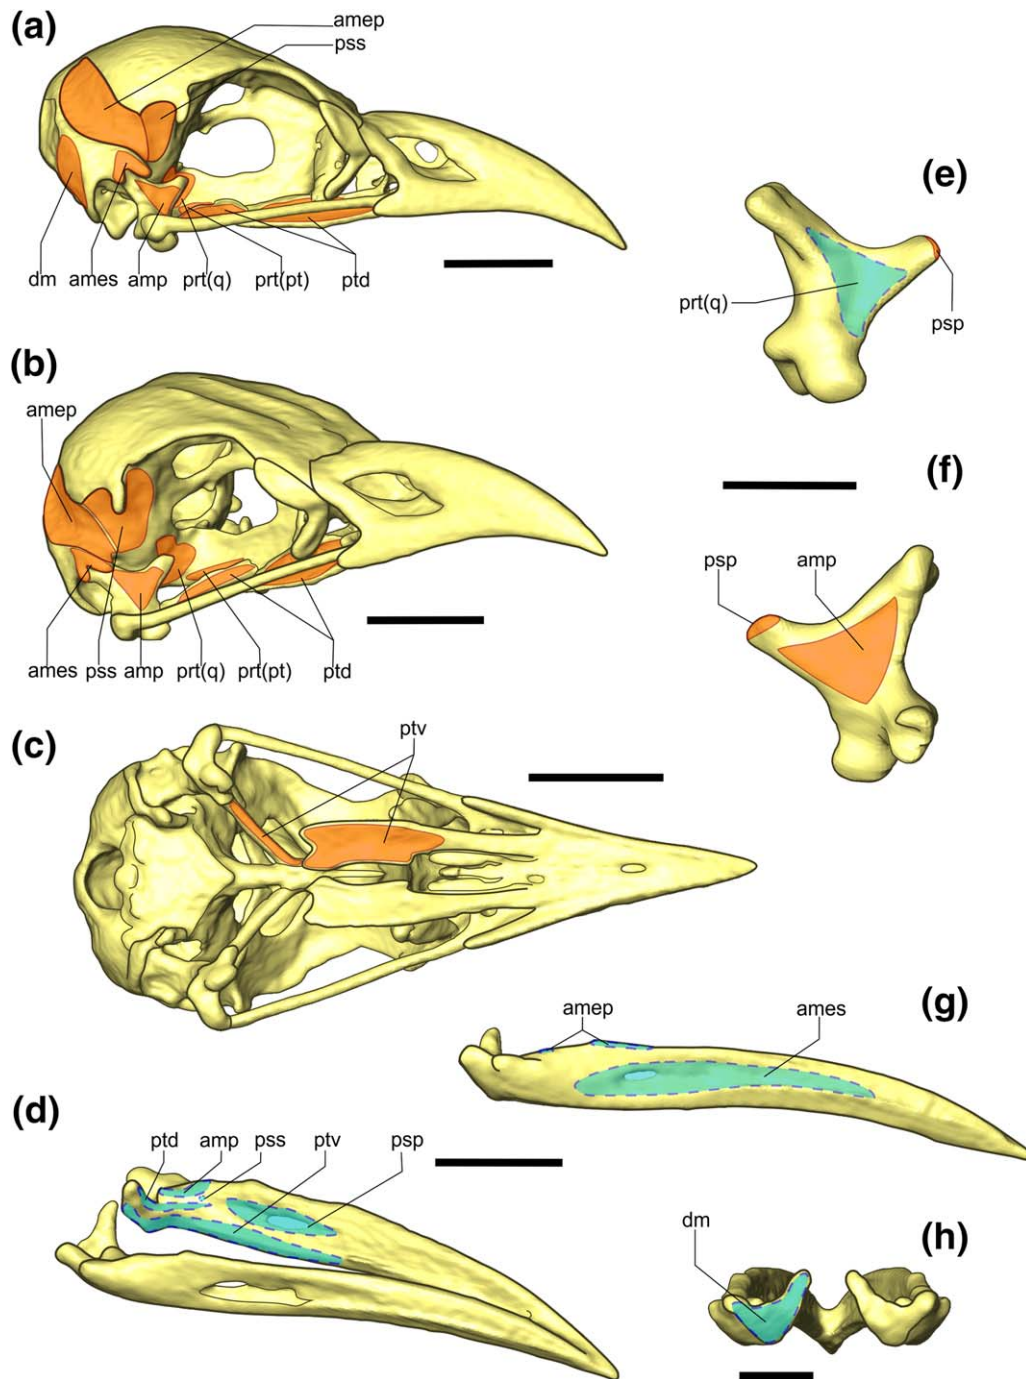 (a)
amep
pss
dm ames amp prt(q) prt(pt) ptd
(e)
prt(q)
psp
(b)
amep
ames pss amp prt(q) prt(pt) ptd
(f)
psp
amp
(c)
ptv
(g)
amep
ames
(d)
ptd amp pss ptv psp
(h)
dm